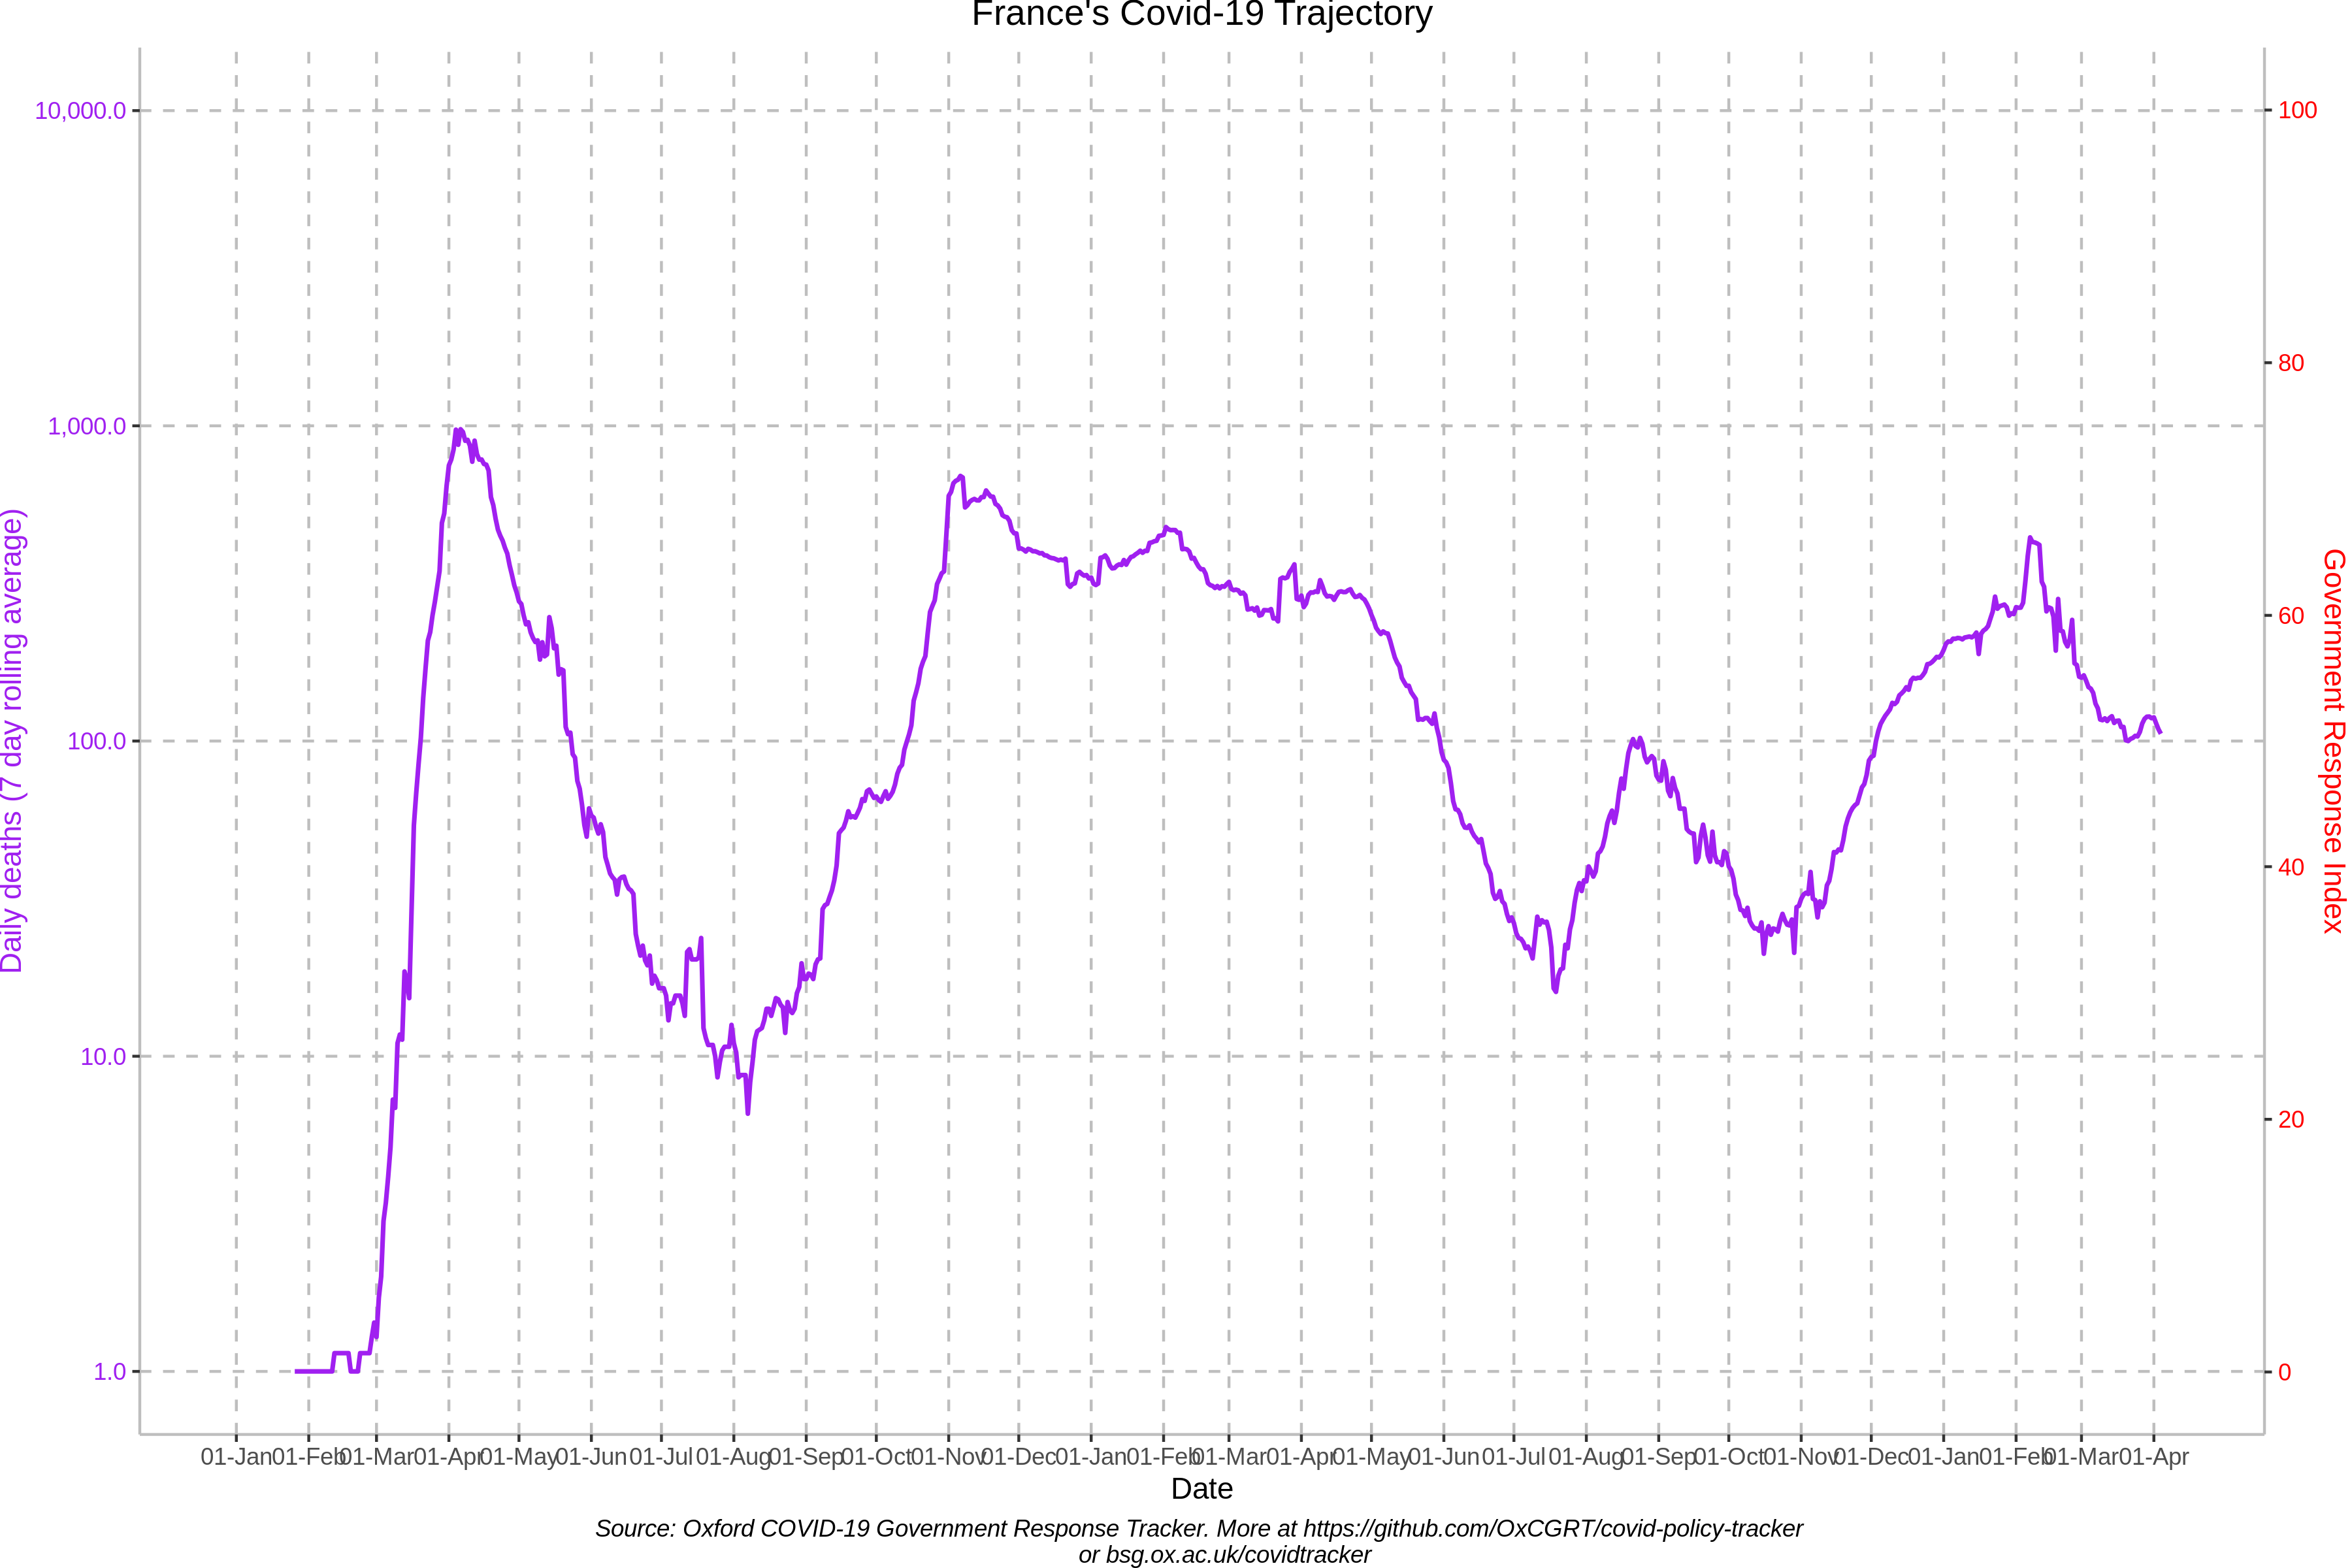 France's Covid-19 Trajectory
10,000.0
1,000.0
100.0
10.0
1.0
Daily deaths (7 day rolling average)
100
80
60
40
20
0
Government Response Index
01-Jan 01-Feb 01-Mar 01-Apr 01-May 01-Jun 01-Jul 01-Aug 01-Sep 01-Oct 01-Nov 01-Dec 01-Jan 01-Feb 01-Mar 01-Apr 01-May 01-Jun 01-Jul 01-Aug 01-Sep 01-Oct 01-Nov 01-Dec 01-Jan 01-Feb 01-Mar 01-Apr
Date
Source: Oxford COVID-19 Government Response Tracker. More at https://github.com/OxCGRT/covid-policy-tracker
or bsg.ox.ac.uk/covidtracker